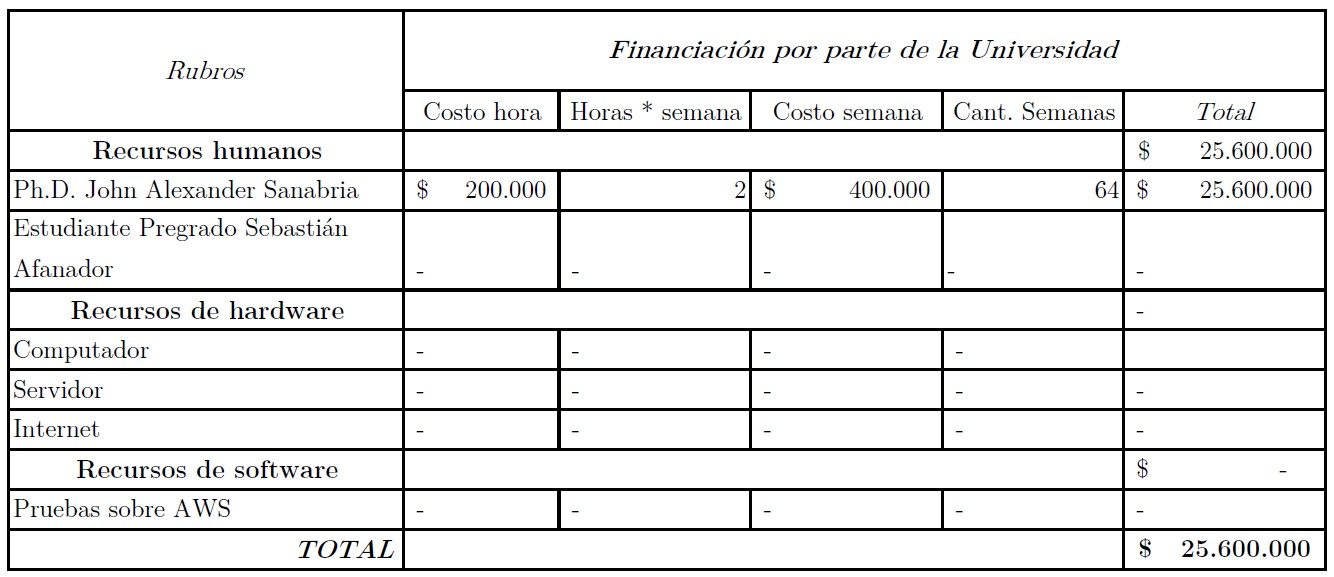 Rubros
Financiación por parte de la Universidad
Costo hora Horas * semana Costo semana Cant. Semanas Total
Recursos humanos $ 25.600.000
Ph.D. John Alexander Sanabria $ 200.000 2 $ 400.000 64 $ 25.600.000
Estudiante Pregrado Sebastián
Afanador - - - - -
Recursos de hardware -
Computador - - - -
Servidor - - - - -
Internet - - - - -
Recursos de software $ -
Pruebas sobre AWS - - - - -
TOTAL $ 25.600.000